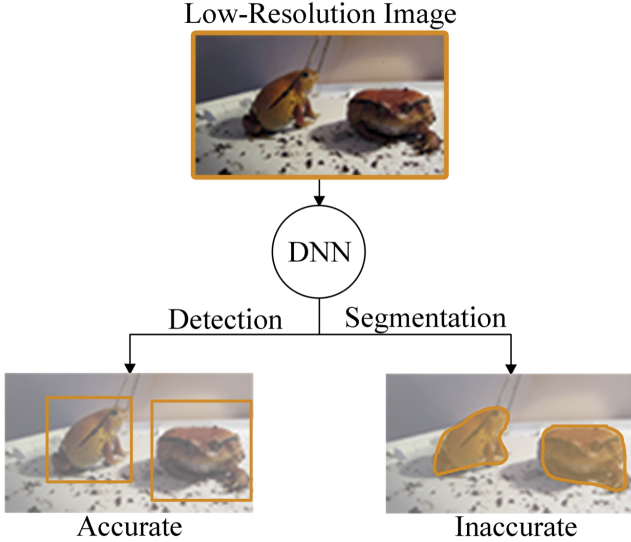 Low-Resolution Image
DNN
Detection
Segmentation
Accurate
Inaccurate